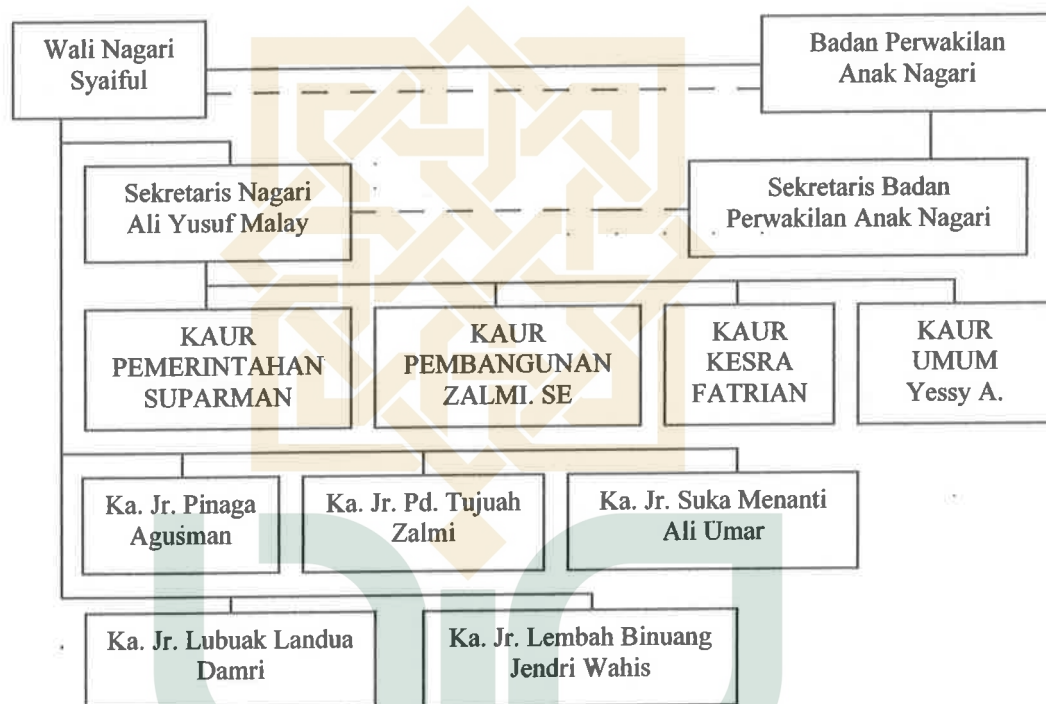 Wali Nagari
Syaiful
Badan Perwakilan
Anak Nagari
Sekretaris Nagari
Ali Yusuf Malay
Sekretaris Badan
Perwakilan Anak Nagari
KAUR
PEMERINTAHAN
SUPARMAN
KAUR
PEMBANGUNAN
ZALMI. SE
KAUR
KESRA
FATRIAN
KAUR
UMUM
Yessy A.
Ka. Jr. Pinaga
Agusman
Ka. Jr. Pd. Tujuah
Zalmi
Ka. Jr. Suka Menanti
Ali Umar
Ka. Jr. Lubuak Landua
Damri
Ka. Jr. Lembah Binuang
Jendri Wahis